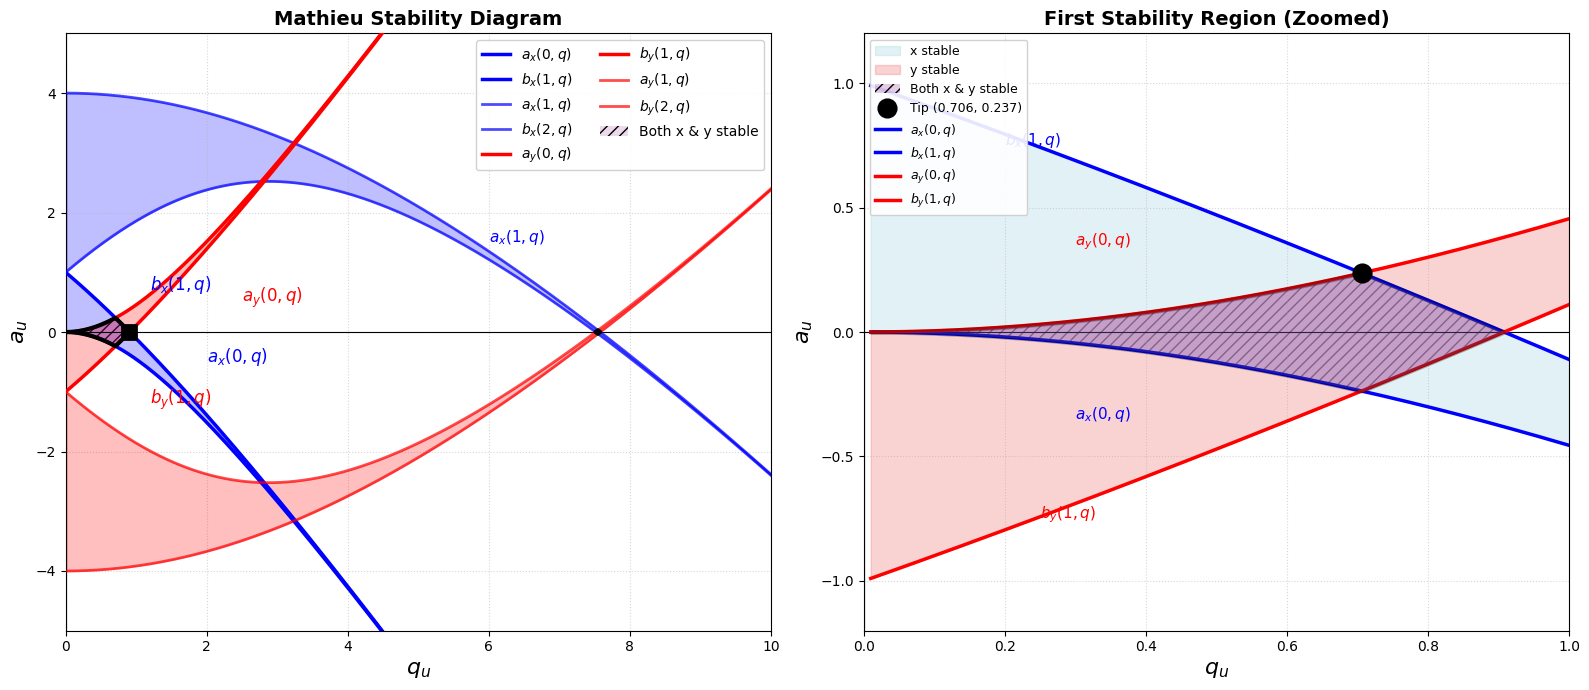 Mathieu Stability Diagram
a_x(0, q)
b_x(1, q)
a_x(1, q)
b_x(2, q)
a_y(0, q)
b_y(1, q)
a_y(1, q)
b_y(2, q)
Both x & y stable
4
2
0
−2
−4
a_u
a_x(1, q)
b_x(1, q)
a_y(0, q)
a_x(0, q)
b_y(1, q)
0 2 4 6 8 10
q_u
First Stability Region (Zoomed)
x stable
y stable
Both x & y stable
Tip (0.706, 0.237)
a_x(0, q)
b_x(1, q)
a_y(0, q)
b_y(1, q)
1.0
0.5
0.0
−0.5
−1.0
a_u
b_x(1, q)
a_y(0, q)
a_x(0, q)
b_y(1, q)
0.0 0.2 0.4 0.6 0.8 1.0
q_u